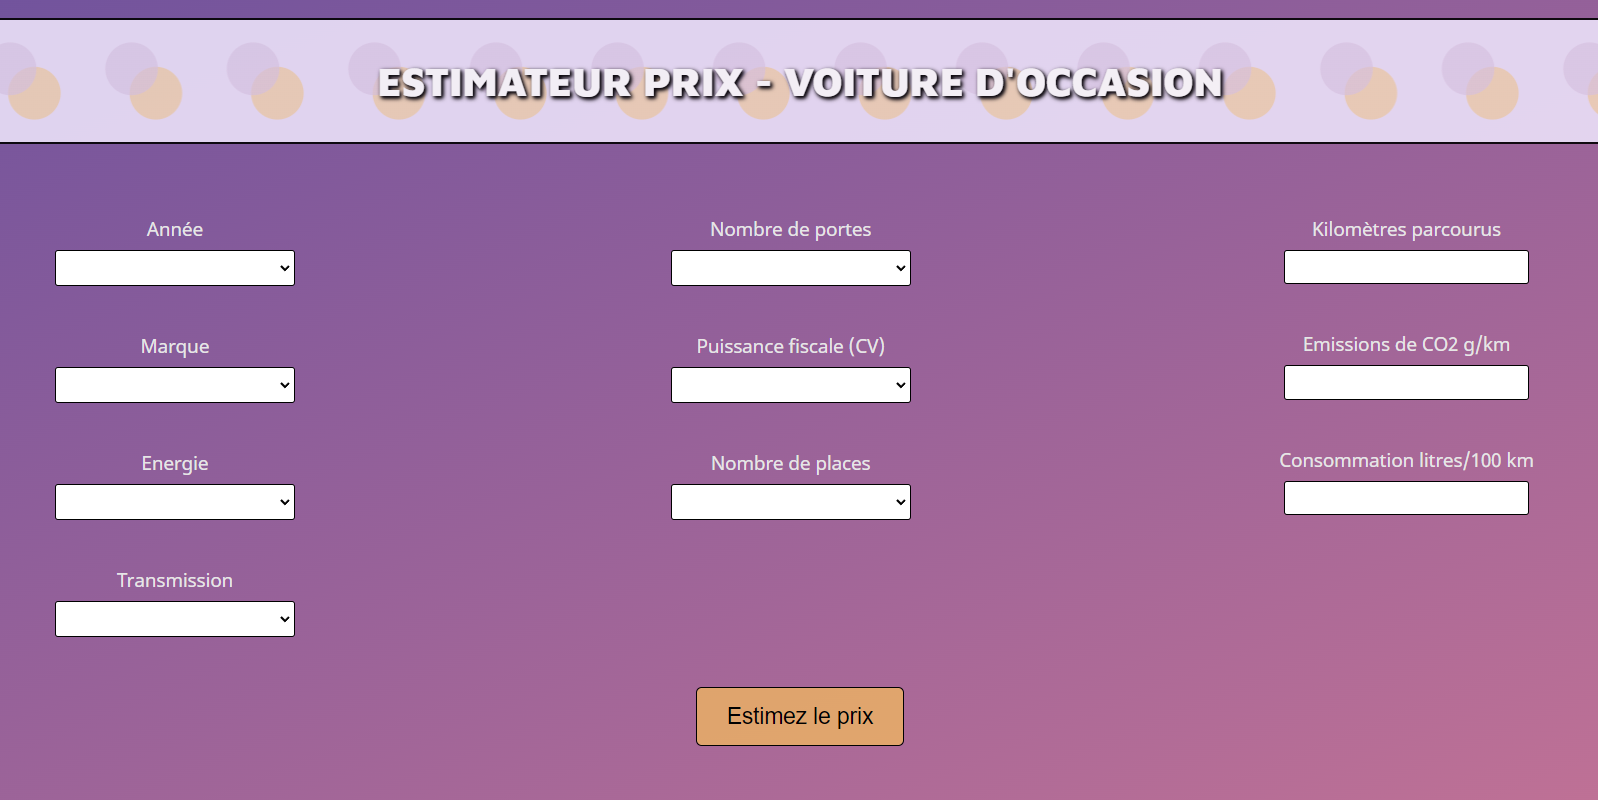 ESTIMATEUR PRIX - VOITURE D'OCCASION
Année
Nombre de portes
Kilomètres parcourus
Marque
Puissance fiscale (CV)
Emissions de CO2 g/km
Energie
Nombre de places
Consommation litres/100 km
Transmission
Estimez le prix